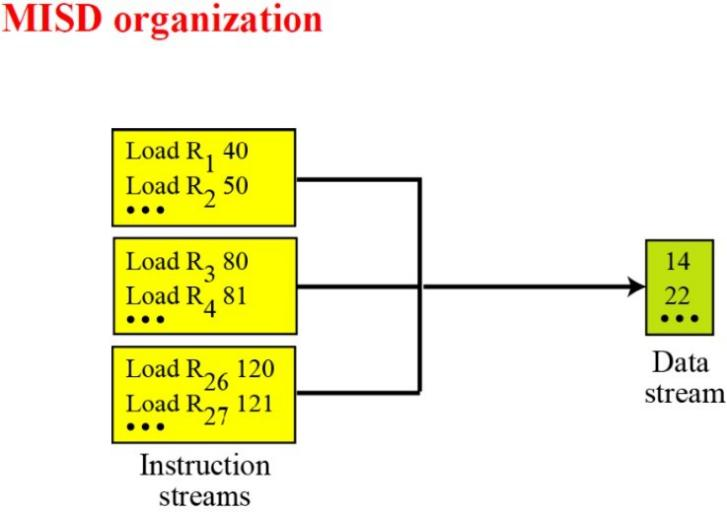 MISD organization
Load R1 40
Load R2 50
•••
Load R3 80
Load R4 81
•••
Load R26 120
Load R27 121
•••
Instruction
streams
14
22
•••
Data
stream